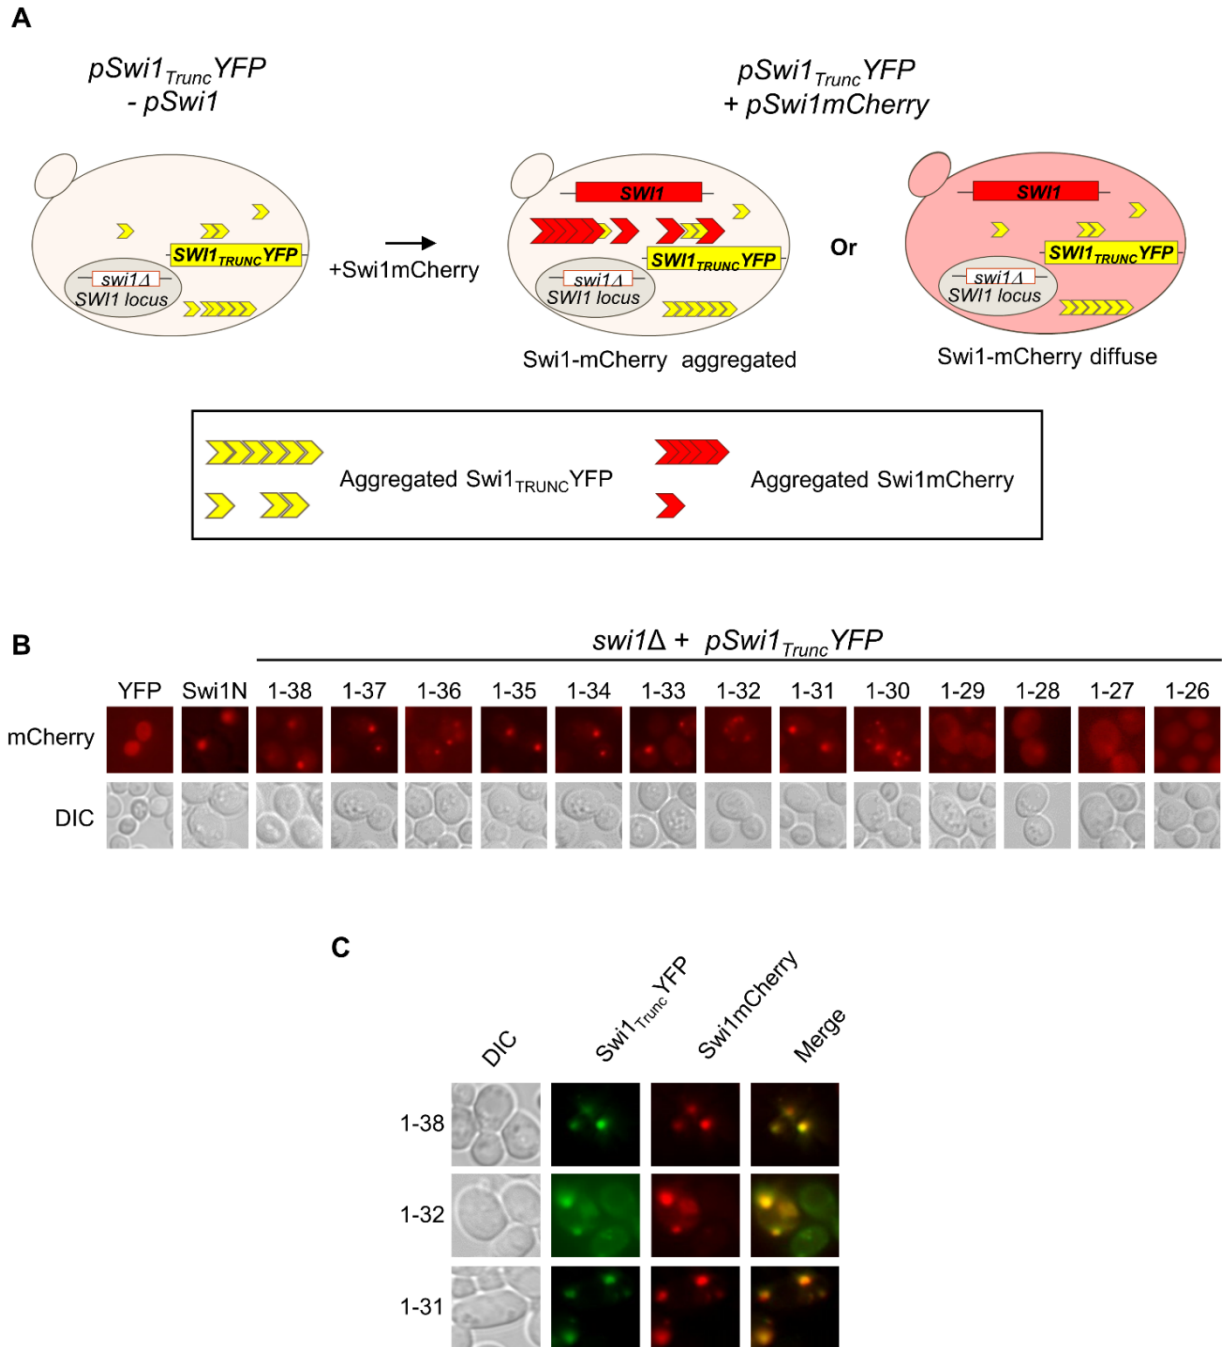 A
pSwi1TruncYFP
- pSwi1
pSwi1TruncYFP
+ pSwi1mCherry
SWI1TRUNCYFP
swi1Δ
SWI1 locus
+Swi1mCherry
SWI1
SWI1TRUNCYFP
swi1Δ
SWI1 locus
Swi1-mCherry aggregated
Or
SWI1
SWI1TRUNCYFP
swi1Δ
SWI1 locus
Swi1-mCherry diffuse
Aggregated Swi1TRUNCYFP
Aggregated Swi1mCherry
B
swi1Δ + pSwi1TruncYFP
YFP Swi1N 1-38 1-37 1-36 1-35 1-34 1-33 1-32 1-31 1-30 1-29 1-28 1-27 1-26
mCherry
DIC
C
DIC Swi1TruncYFP Swi1mCherry Merge
1-38
1-32
1-31